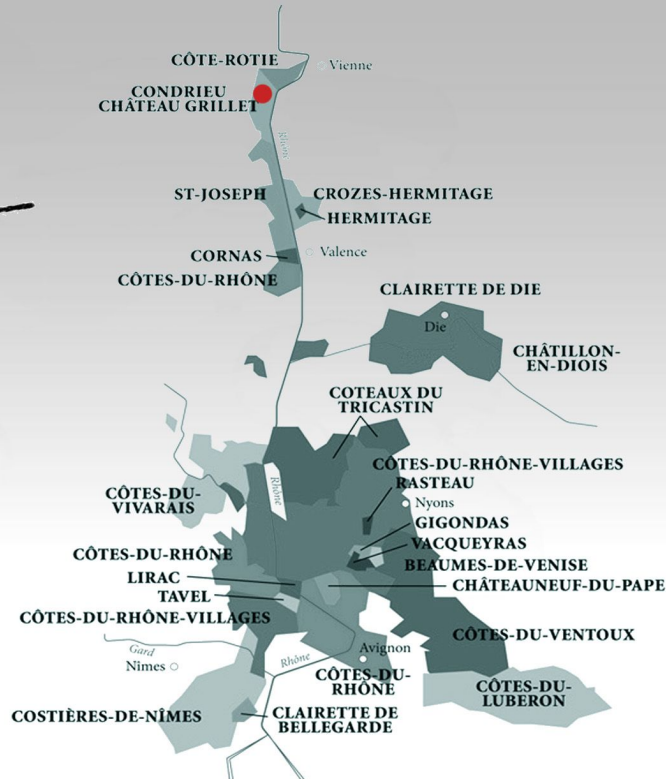 CÔTE-ROTIE
Vienne
CONDRIEU
CHÂTEAU GRILLET
Rhône
ST-JOSEPH
CROZES-HERMITAGE
HERMITAGE
CORNAS
Valence
CÔTES-DU-RHÔNE
CLAIRETTE DE DIE
Die
CHÂTILLON-
EN-DIOIS
COTEAUX DU
TRICASTIN
CÔTES-DU-RHÔNE-VILLAGES
RASTEAU
Rhône
CÔTES-DU-
VIVARAIS
Nyons
GIGONDAS
VACQUEYRAS
CÔTES-DU-RHÔNE
BEAUMES-DE-VENISE
LIRAC
CHÂTEAUNEUF-DU-PAPE
TAVEL
CÔTES-DU-RHÔNE-VILLAGES
CÔTES-DU-VENTOUX
Gard
Avignon
Nîmes
Rhône
CÔTES-DU-
RHÔNE
CÔTES-DU-
LUBERON
COSTIÈRES-DE-NÎMES
CLAIRETTE DE
BELLEGARDE